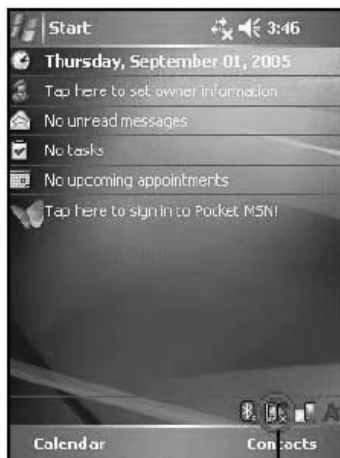 Start 3:46
Thursday, September 01, 2005
Tap here to set owner information
No unread messages
No tasks
No upcoming appointments
Tap here to sign in to Pocket MSN!
Calendar Contacts